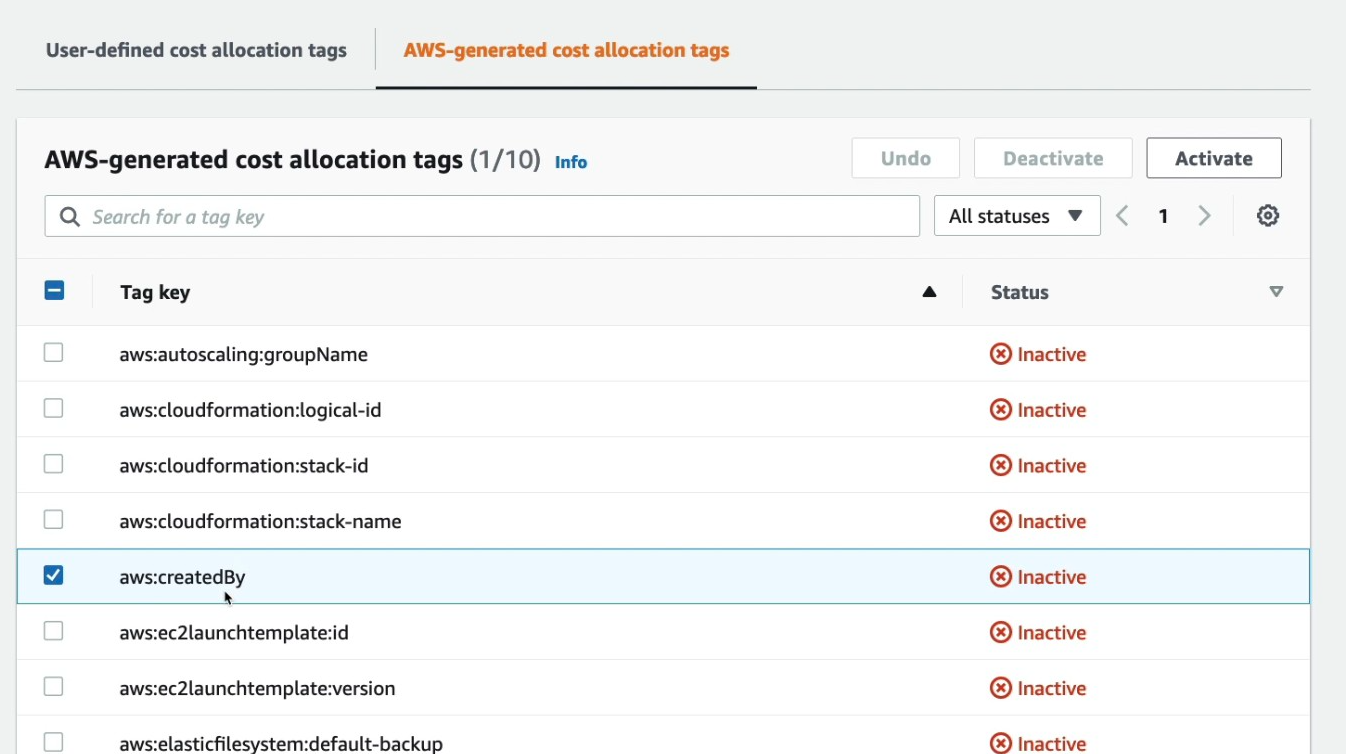 User-defined cost allocation tags
AWS-generated cost allocation tags
AWS-generated cost allocation tags (1/10) Info
Undo
Deactivate
Activate
Search for a tag key
All statuses
1
Tag key
Status
aws:autoscaling:groupName Inactive
aws:cloudformation:logical-id Inactive
aws:cloudformation:stack-id Inactive
aws:cloudformation:stack-name Inactive
aws:createdBy Inactive
aws:ec2launchtemplate:id Inactive
aws:ec2launchtemplate:version Inactive
aws:elasticfilesystem:default-backup Inactive